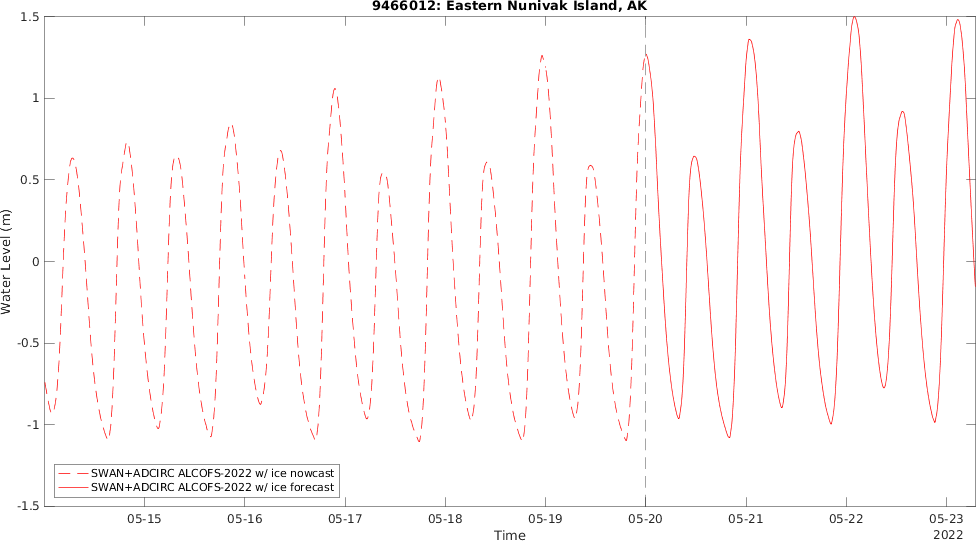 9466012: Eastern Nunivak Island, AK
1.5
1
0.5
0
-0.5
-1
-1.5
Water Level (m)
SWAN+ADCIRC ALCOFS-2022 w/ ice nowcast
SWAN+ADCIRC ALCOFS-2022 w/ ice forecast
05-15 05-16 05-17 05-18 05-19 05-20 05-21 05-22 05-23
Time 2022